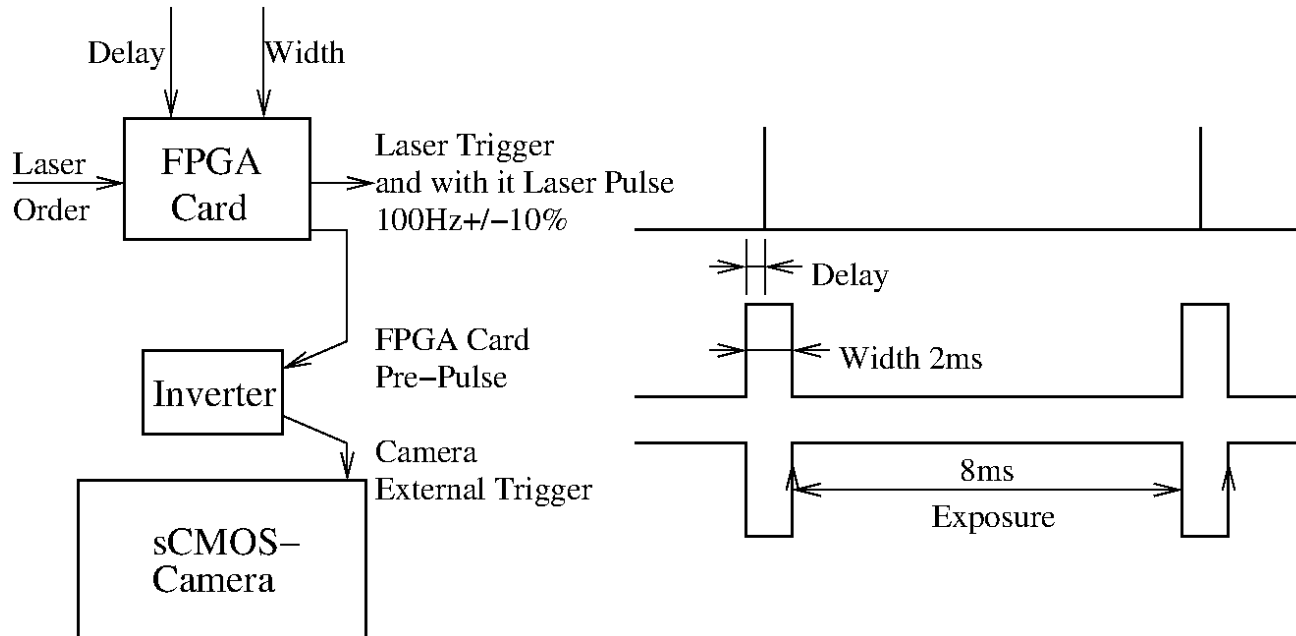 Delay
Width
Laser
Order
FPGA
Card
Laser Trigger
and with it Laser Pulse
100Hz+/−10%
Delay
FPGA Card
Pre−Pulse
Width 2ms
Inverter
Camera
External Trigger
8ms
Exposure
sCMOS−
Camera